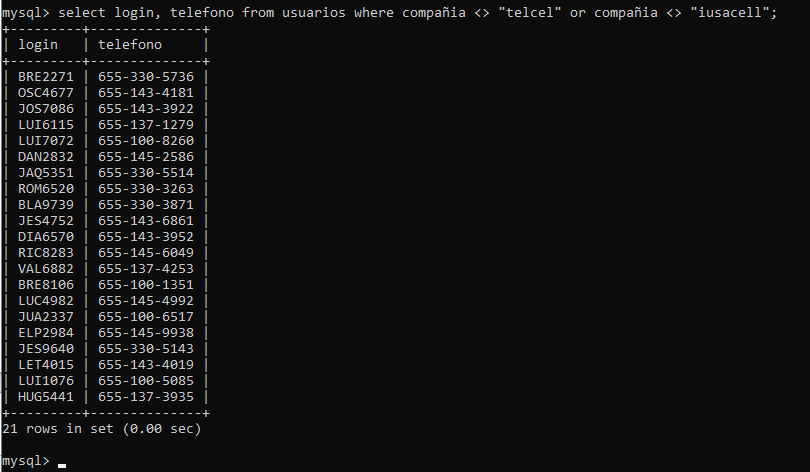 mysql> select login, telefono from usuarios where compañia <> "telcel" or compañia <> "iusacell";
+---------+--------------+
| login   | telefono     |
+---------+--------------+
| BRE2271 | 655-330-5736 |
| OSC4677 | 655-143-4181 |
| JOS7086 | 655-143-3922 |
| LUI6115 | 655-137-1279 |
| LUI7072 | 655-100-8260 |
| DAN2832 | 655-145-2586 |
| JAQ5351 | 655-330-5514 |
| ROM6520 | 655-330-3263 |
| BLA9739 | 655-330-3871 |
| JES4752 | 655-143-6861 |
| DIA6570 | 655-143-3952 |
| RIC8283 | 655-145-6049 |
| VAL6882 | 655-137-4253 |
| BRE8106 | 655-100-1351 |
| LUC4982 | 655-145-4992 |
| JUA2337 | 655-100-6517 |
| ELP2984 | 655-145-9938 |
| JES9640 | 655-330-5143 |
| LET4015 | 655-143-4019 |
| LUI1076 | 655-100-5085 |
| HUG5441 | 655-137-3935 |
+---------+--------------+
21 rows in set (0.00 sec)
mysql>